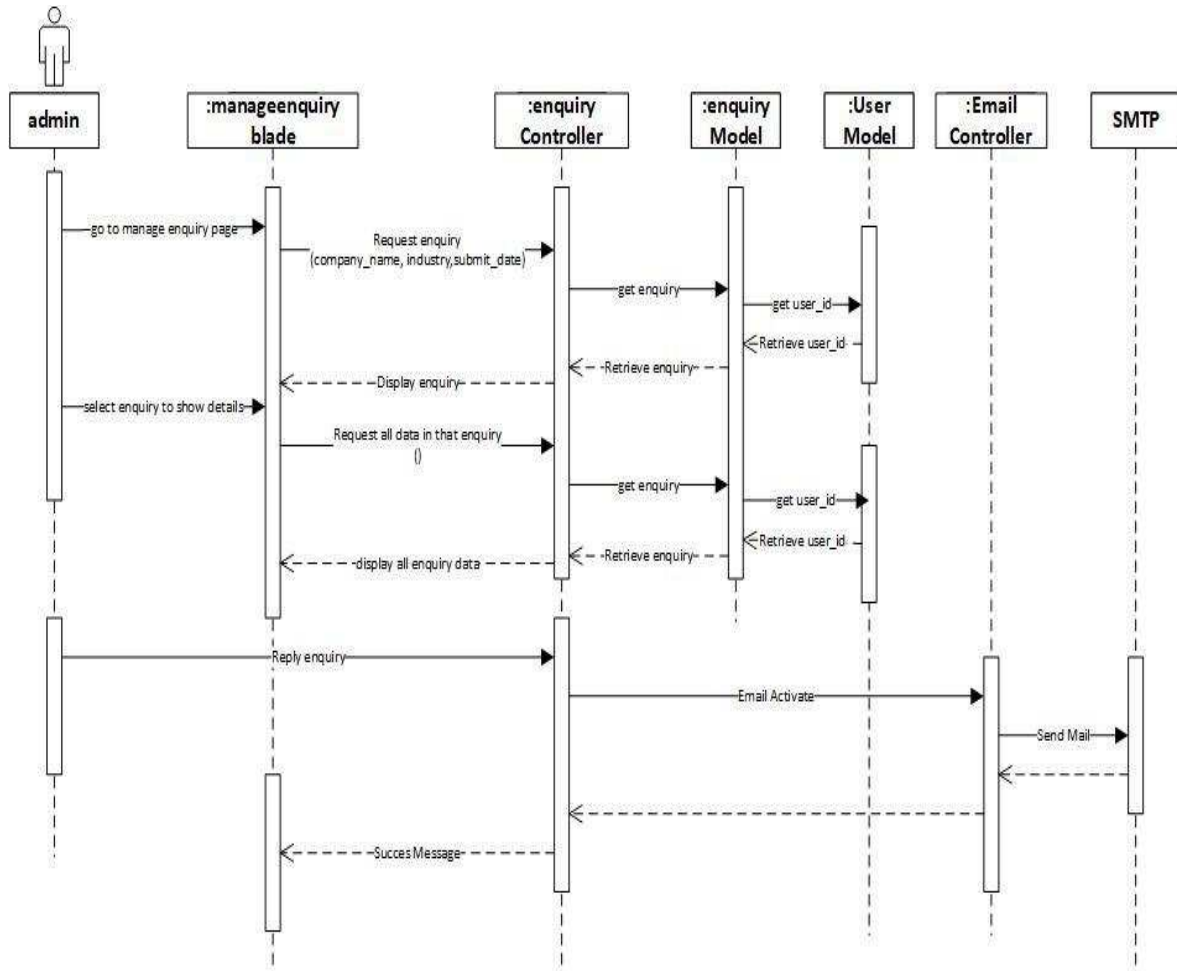 admin
:manageenquiry
blade
:enquiry
Controller
:enquiry
Model
:User
Model
:Email
Controller
SMTP
go to manage enquiry page
Request enquiry
(company_name, industry,submit_date)
get enquiry
get user_id
Retrieve user_id
Retrieve enquiry
Display enquiry
select enquiry to show details
Request all data in that enquiry
()
get enquiry
get user_id
Retrieve user_id
Retrieve enquiry
display all enquiry data
Reply enquiry
Email Activate
Send Mail
Succes Message